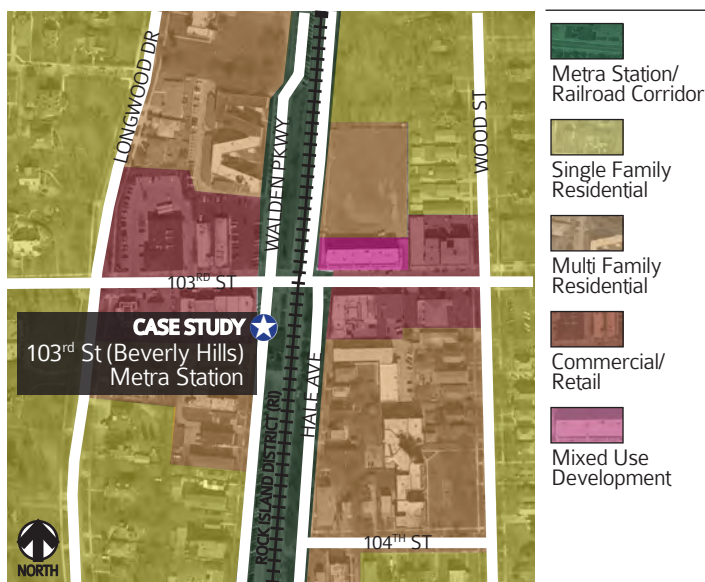 LONGWOOD DR
WALDEN PKWY
WOOD ST
103RD ST
CASE STUDY
103rd St (Beverly Hills)
Metra Station
HALE AVE
ROCK ISLAND DISTRICT (RI)
104TH ST
NORTH
Metra Station/
Railroad Corridor
Single Family
Residential
Multi Family
Residential
Commercial/
Retail
Mixed Use
Development